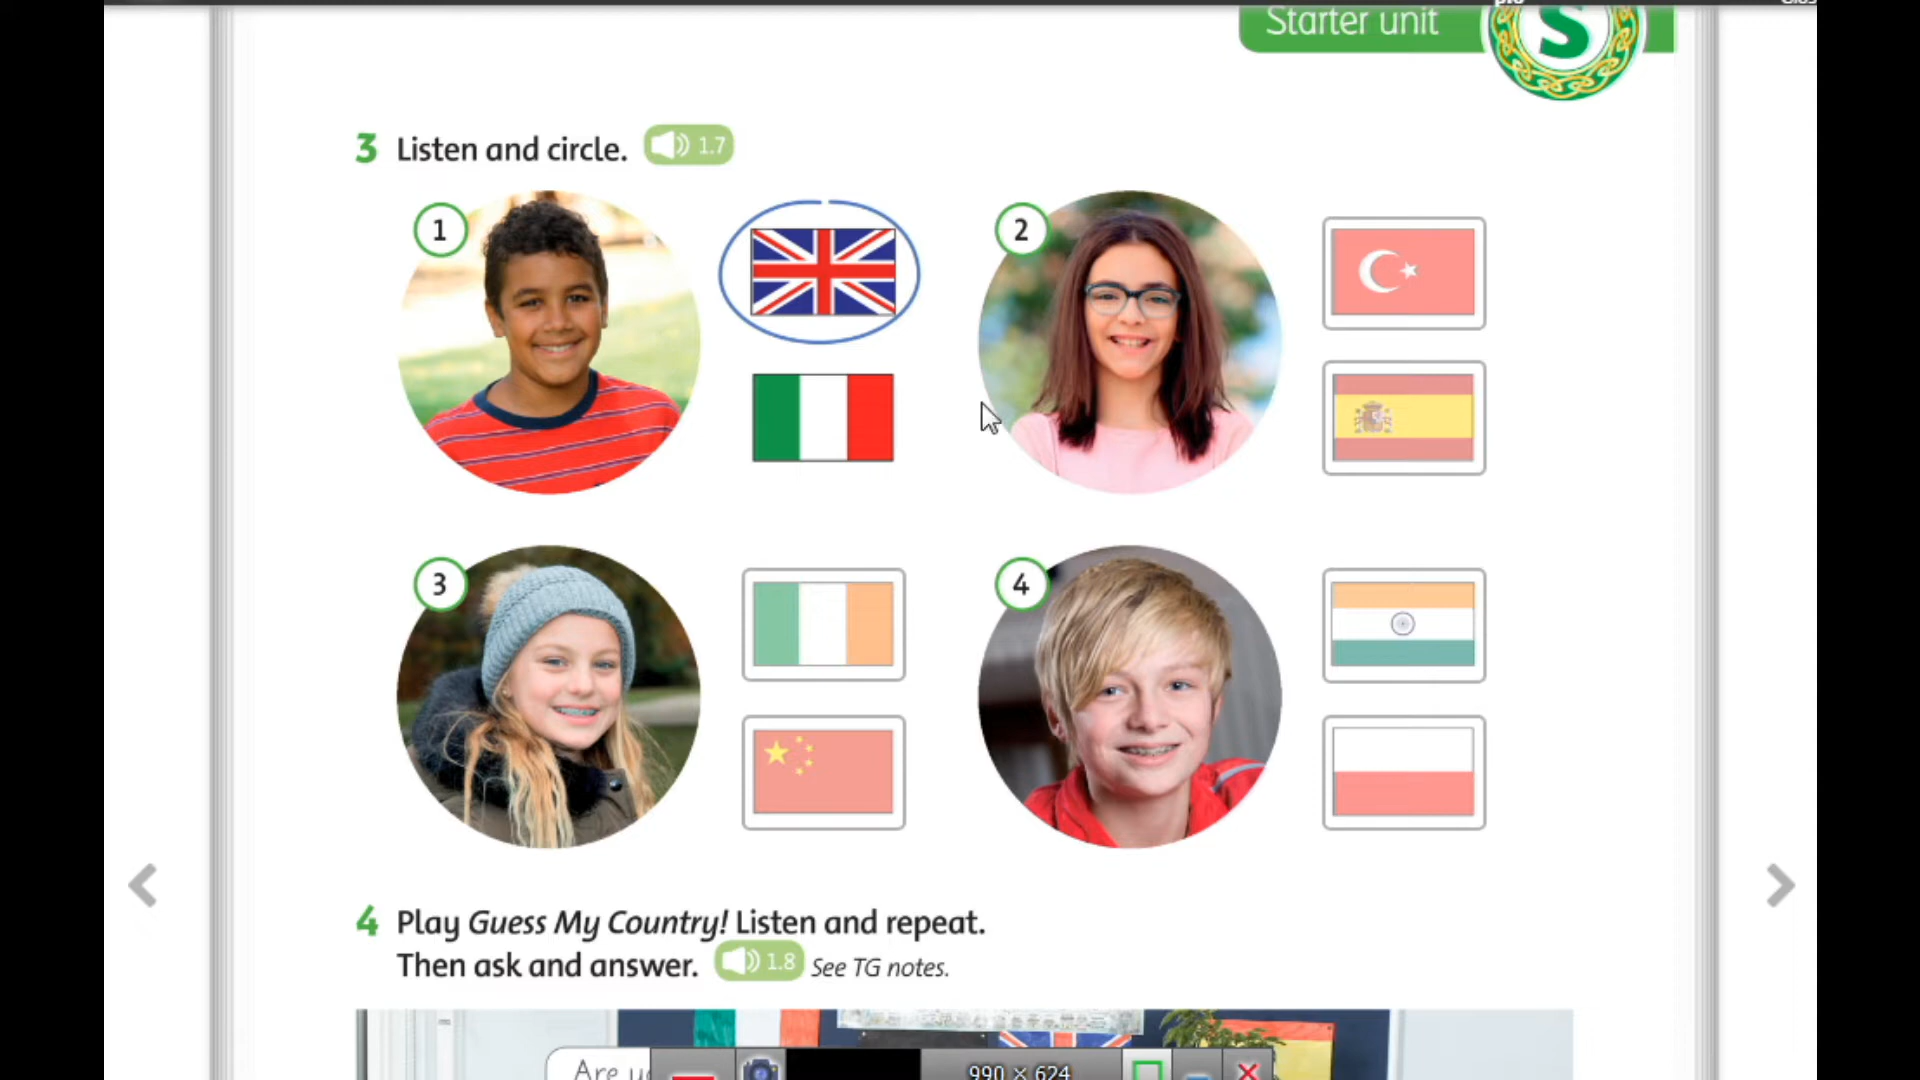 Starter unit
S
3 Listen and circle. 1.7
1
2
3
4
4 Play Guess My Country! Listen and repeat.
Then ask and answer. 1.8 See TG notes.
Are
990 × 624